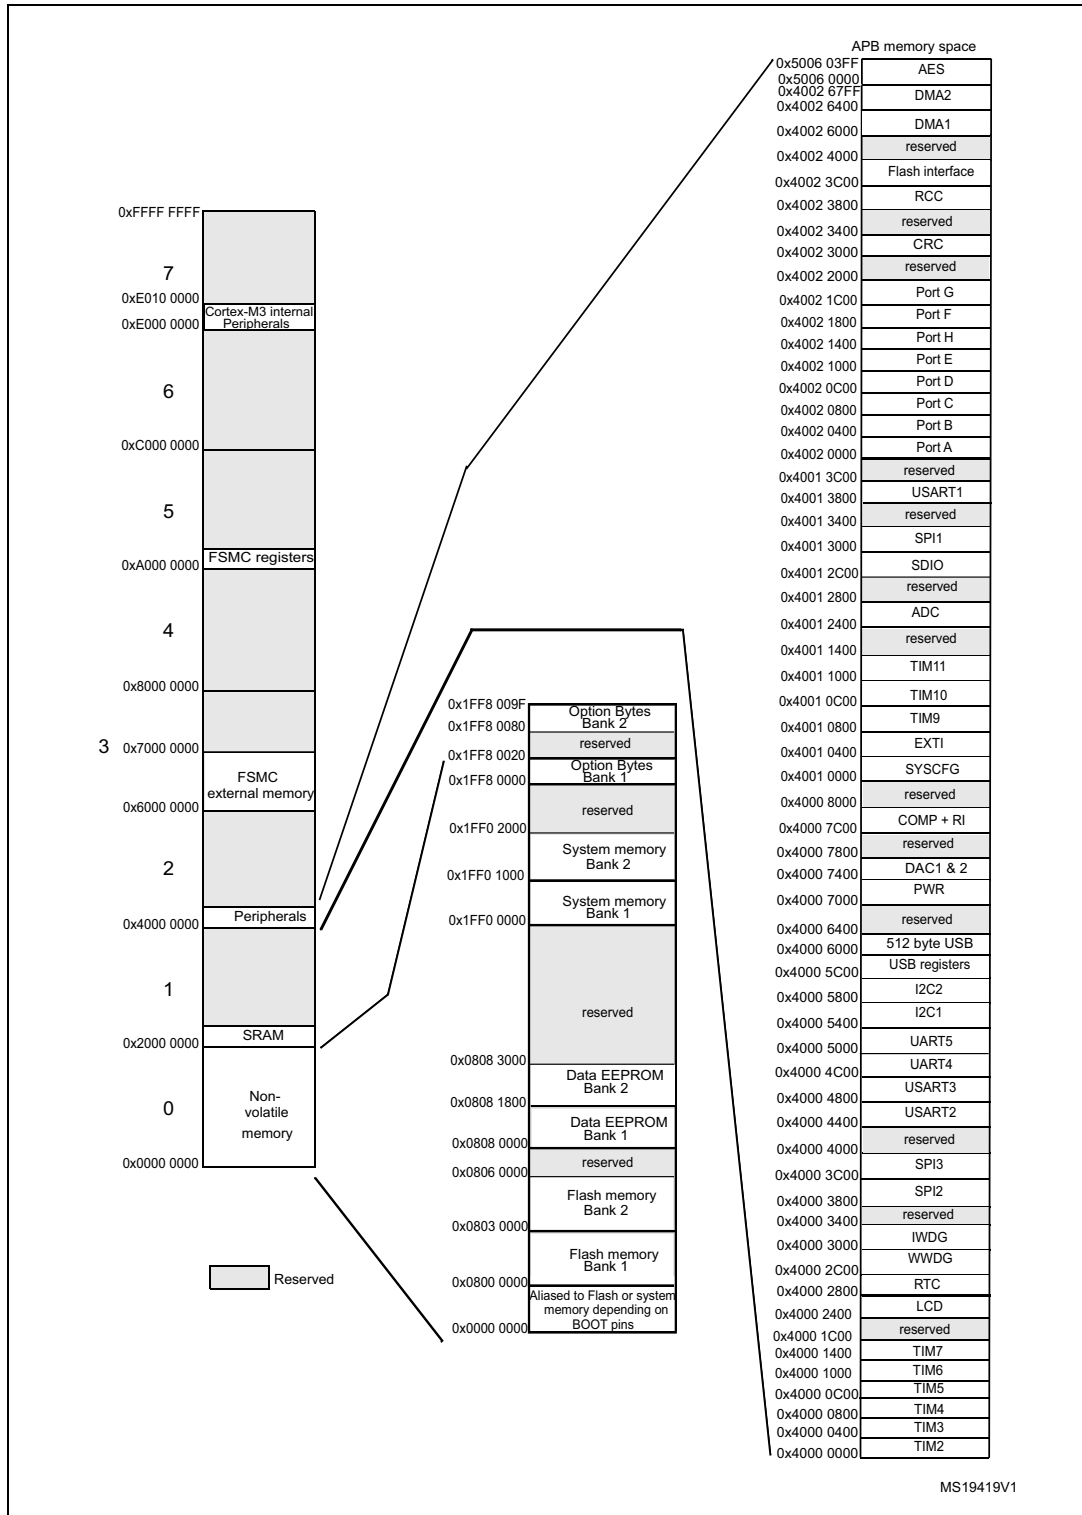 0xFFFF FFFF
7
0xE010 0000
Cortex-M3 internal
Peripherals
0xE000 0000
6
0xC000 0000
5
FSMC registers
0xA000 0000
4
0x8000 0000
3
0x7000 0000
FSMC
external memory
0x6000 0000
2
Peripherals
0x4000 0000
1
SRAM
0x2000 0000
0
Non-
volatile
memory
0x0000 0000
Reserved
0x1FF8 009F
Option Bytes
Bank 2
0x1FF8 0080
reserved
0x1FF8 0020
Option Bytes
Bank 1
0x1FF8 0000
reserved
0x1FF0 2000
System memory
Bank 2
0x1FF0 1000
System memory
Bank 1
0x1FF0 0000
reserved
0x0808 3000
Data EEPROM
Bank 2
0x0808 1800
Data EEPROM
Bank 1
0x0808 0000
reserved
0x0806 0000
Flash memory
Bank 2
0x0803 0000
Flash memory
Bank 1
0x0800 0000
Aliased to Flash or system
memory depending on
BOOT pins
0x0000 0000
APB memory space
0x5006 03FF
AES
0x5006 0000
0x4002 67FF
DMA2
0x4002 6400
DMA1
0x4002 6000
reserved
0x4002 4000
Flash interface
0x4002 3C00
RCC
0x4002 3800
reserved
0x4002 3400
CRC
0x4002 3000
reserved
0x4002 2000
Port G
0x4002 1C00
Port F
0x4002 1800
Port H
0x4002 1400
Port E
0x4002 1000
Port D
0x4002 0C00
Port C
0x4002 0800
Port B
0x4002 0400
Port A
0x4002 0000
reserved
0x4001 3C00
USART1
0x4001 3800
reserved
0x4001 3400
SPI1
0x4001 3000
SDIO
0x4001 2C00
reserved
0x4001 2800
ADC
0x4001 2400
reserved
0x4001 1400
TIM11
0x4001 1000
TIM10
0x4001 0C00
TIM9
0x4001 0800
EXTI
0x4001 0400
SYSCFG
0x4001 0000
reserved
0x4000 8000
COMP + RI
0x4000 7C00
reserved
0x4000 7800
DAC1 & 2
0x4000 7400
PWR
0x4000 7000
reserved
0x4000 6400
512 byte USB
0x4000 6000
USB registers
0x4000 5C00
I2C2
0x4000 5800
I2C1
0x4000 5400
UART5
0x4000 5000
UART4
0x4000 4C00
USART3
0x4000 4800
USART2
0x4000 4400
reserved
0x4000 4000
SPI3
0x4000 3C00
SPI2
0x4000 3800
reserved
0x4000 3400
IWDG
0x4000 3000
WWDG
0x4000 2C00
RTC
0x4000 2800
LCD
0x4000 2400
reserved
0x4000 1C00
TIM7
0x4000 1400
TIM6
0x4000 1000
TIM5
0x4000 0C00
TIM4
0x4000 0800
TIM3
0x4000 0400
TIM2
0x4000 0000
MS19419V1